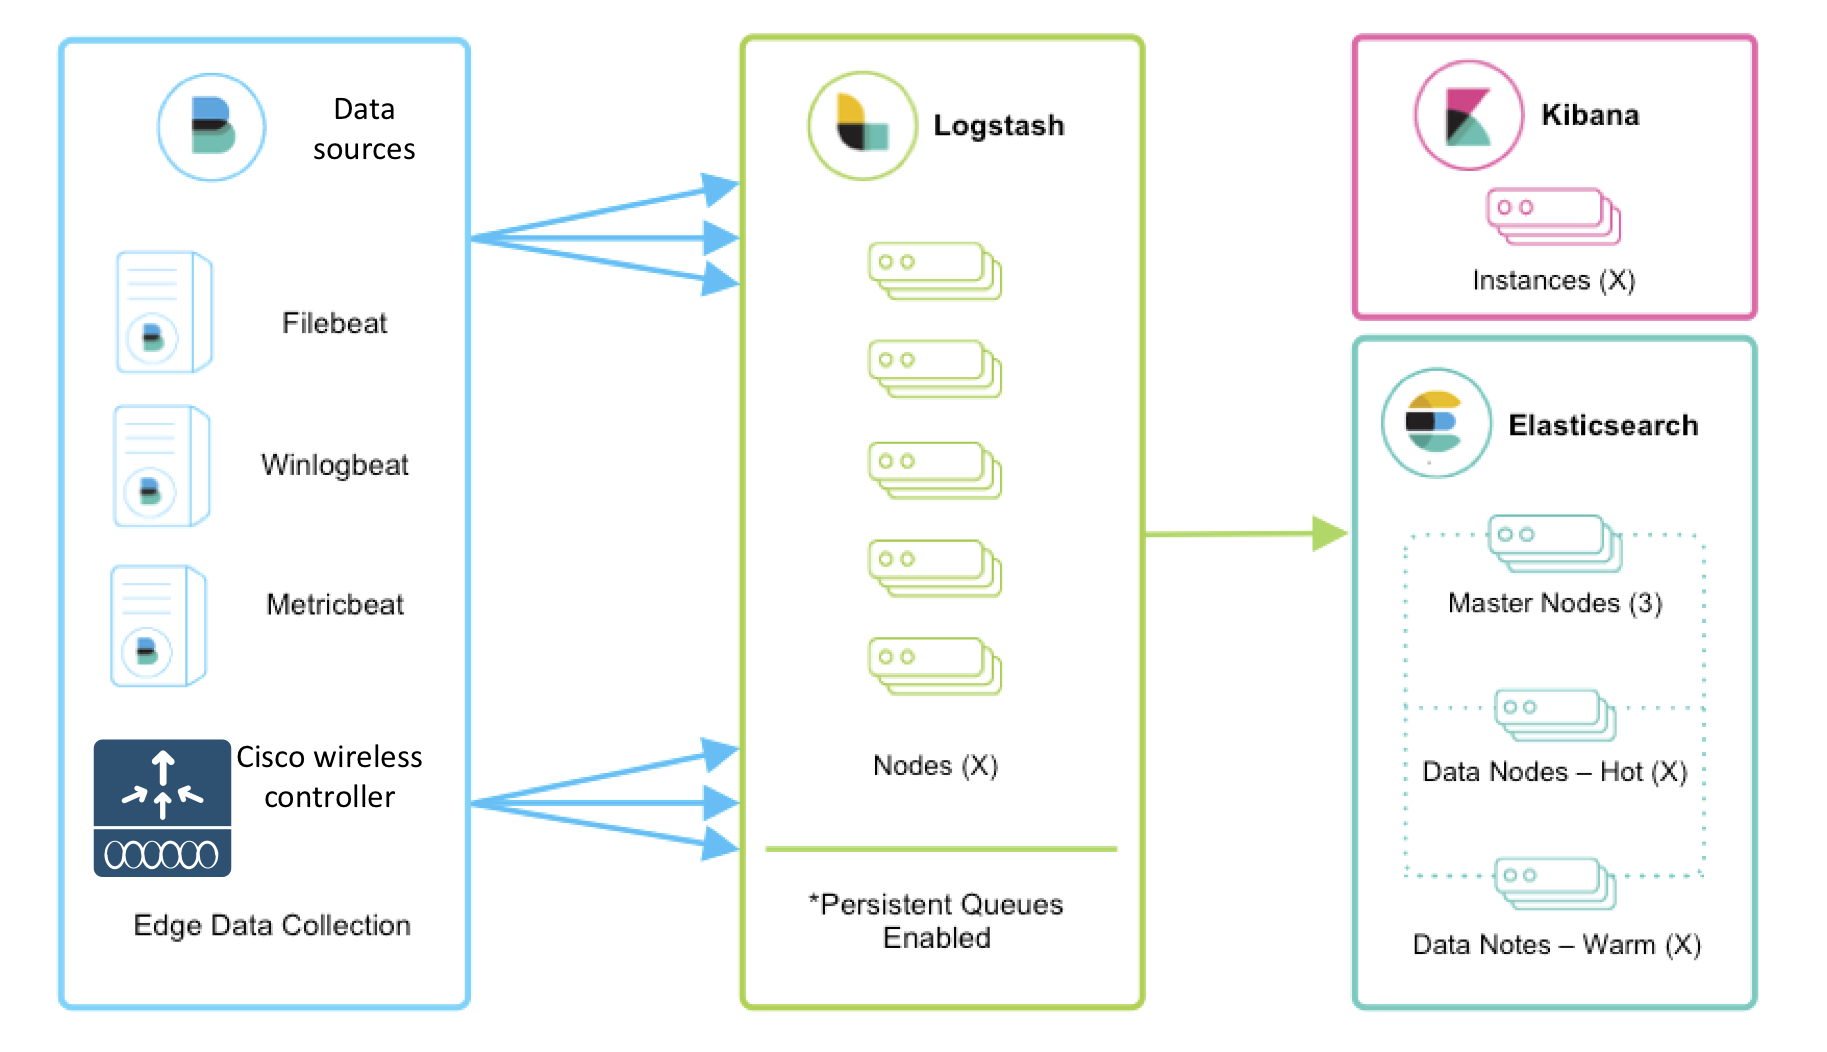 Data
sources
Filebeat
Winlogbeat
Metricbeat
Cisco wireless
controller
Edge Data Collection
Logstash
Nodes (X)
*Persistent Queues
Enabled
Kibana
Instances (X)
Elasticsearch
Master Nodes (3)
Data Nodes – Hot (X)
Data Notes – Warm (X)